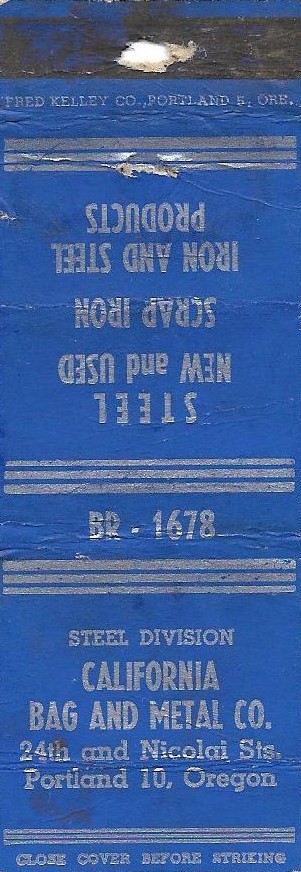 FRED KELLEY CO., PORTLAND 5, ORE.
STEEL
NEW and USED
SCRAP IRON
IRON AND STEEL
PRODUCTS
BR - 1678
STEEL DIVISION
CALIFORNIA
BAG AND METAL CO.
24th and Nicolai Sts.
Portland 10, Oregon
CLOSE COVER BEFORE STRIKING